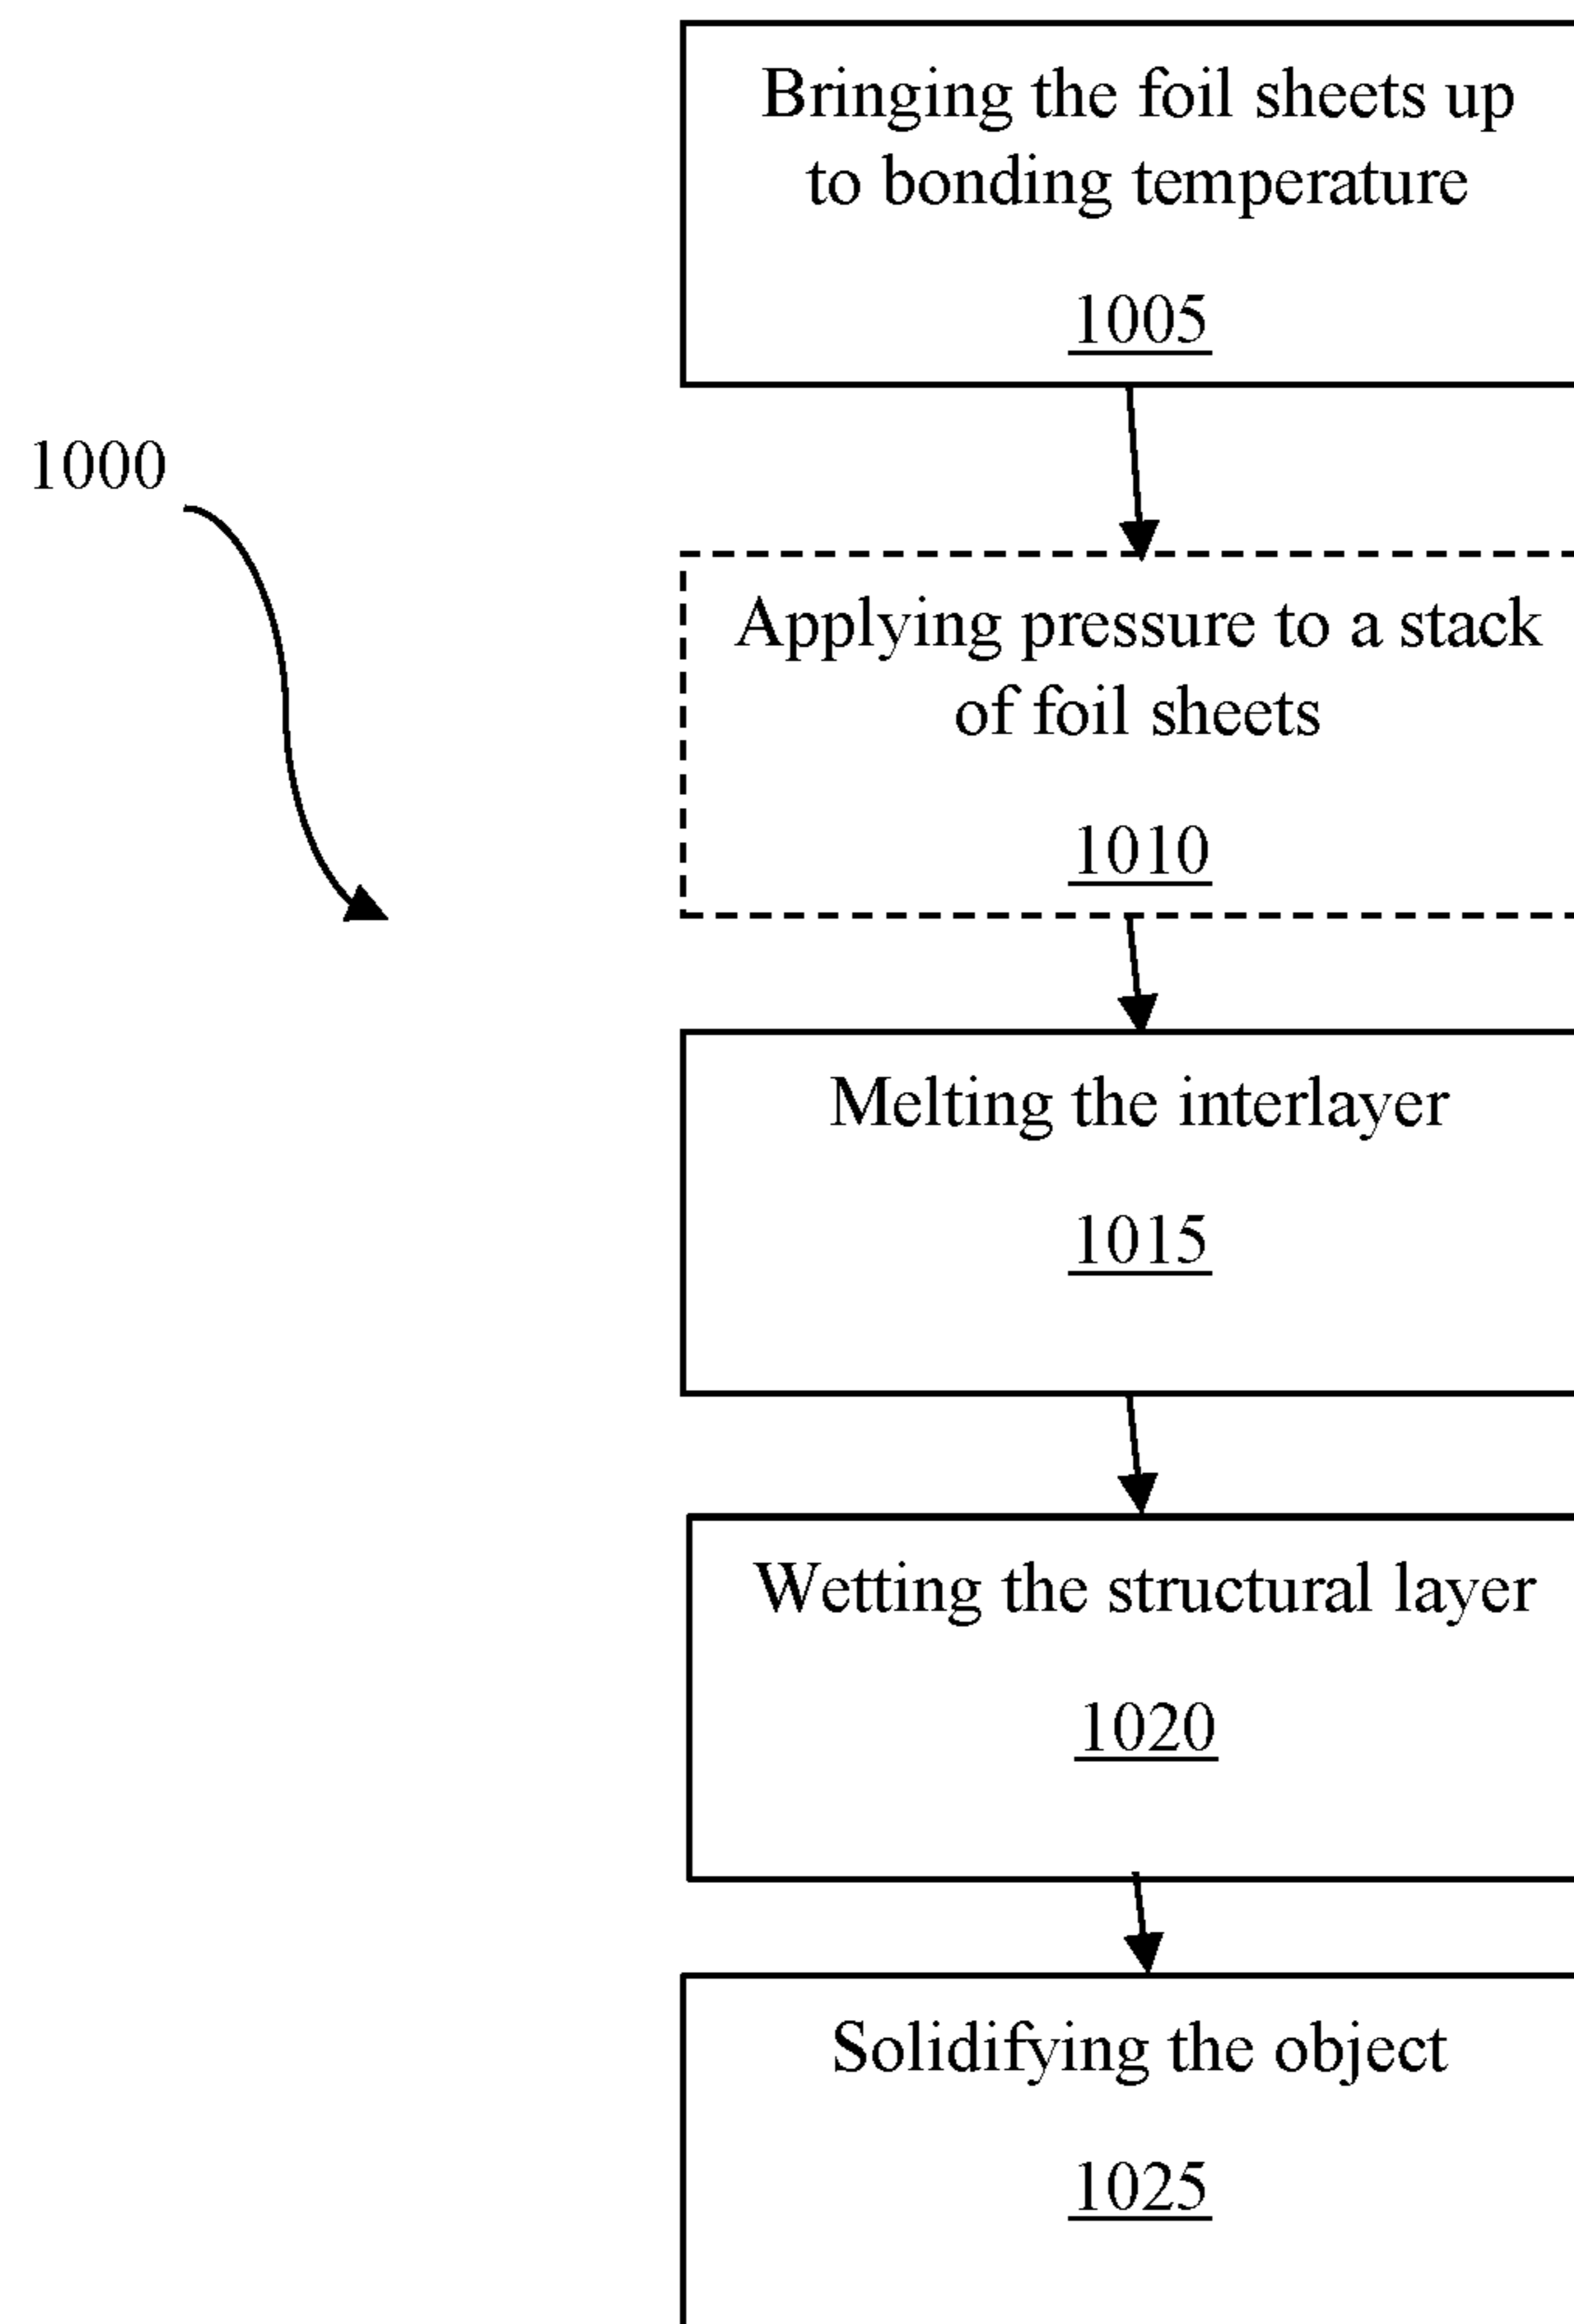 Bringing the foil sheets up
to bonding temperature
1005
1000
Applying pressure to a stack
of foil sheets
1010
Melting the interlayer
1015
Wetting the structural layer
1020
Solidifying the object
1025